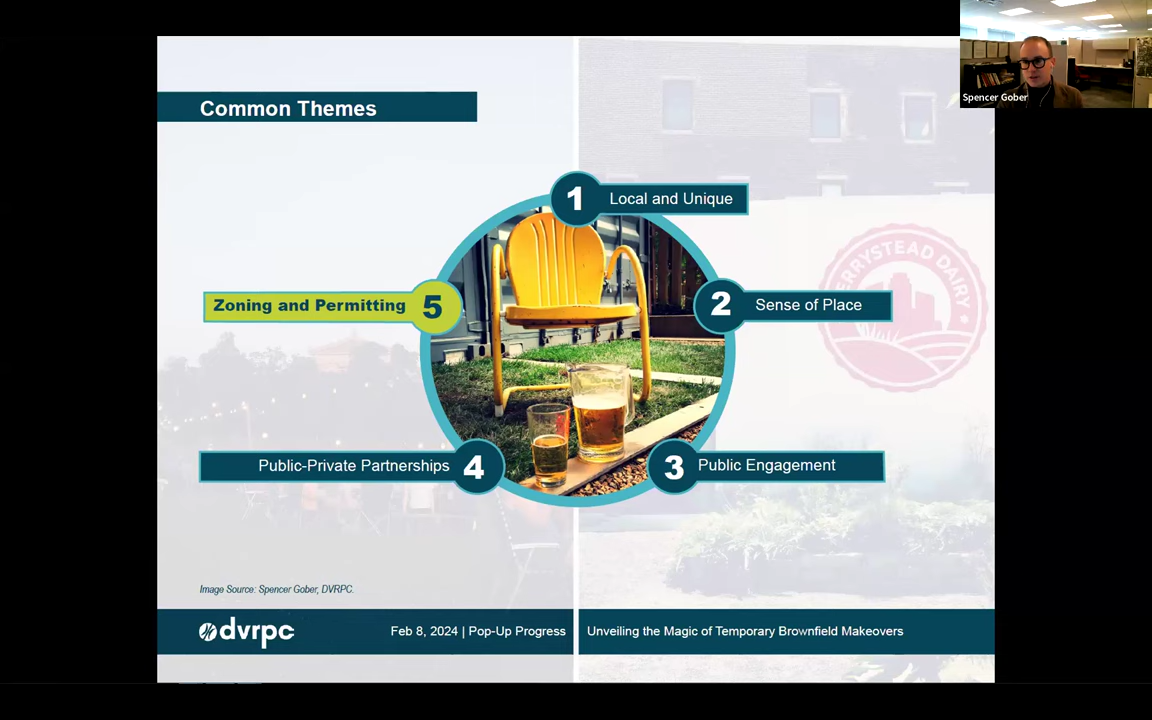 Spencer Gober
Common Themes
1 Local and Unique
2 Sense of Place
3 Public Engagement
4 Public-Private Partnerships
5 Zoning and Permitting
DAIRY
Image Source: Spencer Gober, DVRPC.
dvrpc
Feb 8, 2024 | Pop-Up Progress
Unveiling the Magic of Temporary Brownfield Makeovers